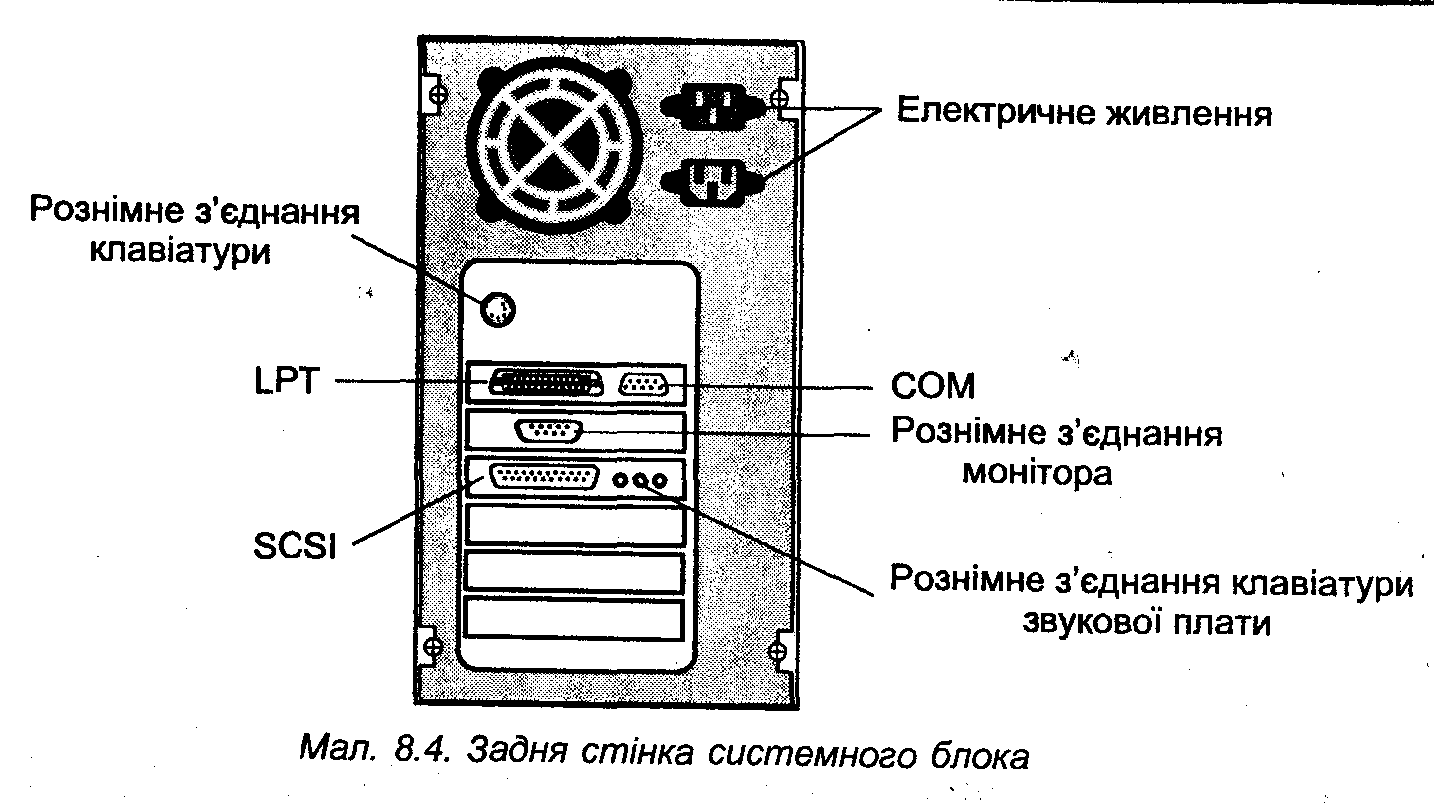 Електричне живлення
Рознімне з'єднання
клавіатури
LPT
COM
Рознімне з'єднання
монітора
SCSI
Рознімне з'єднання клавіатури
звукової плати
Мал. 8.4. Задня стінка системного блока